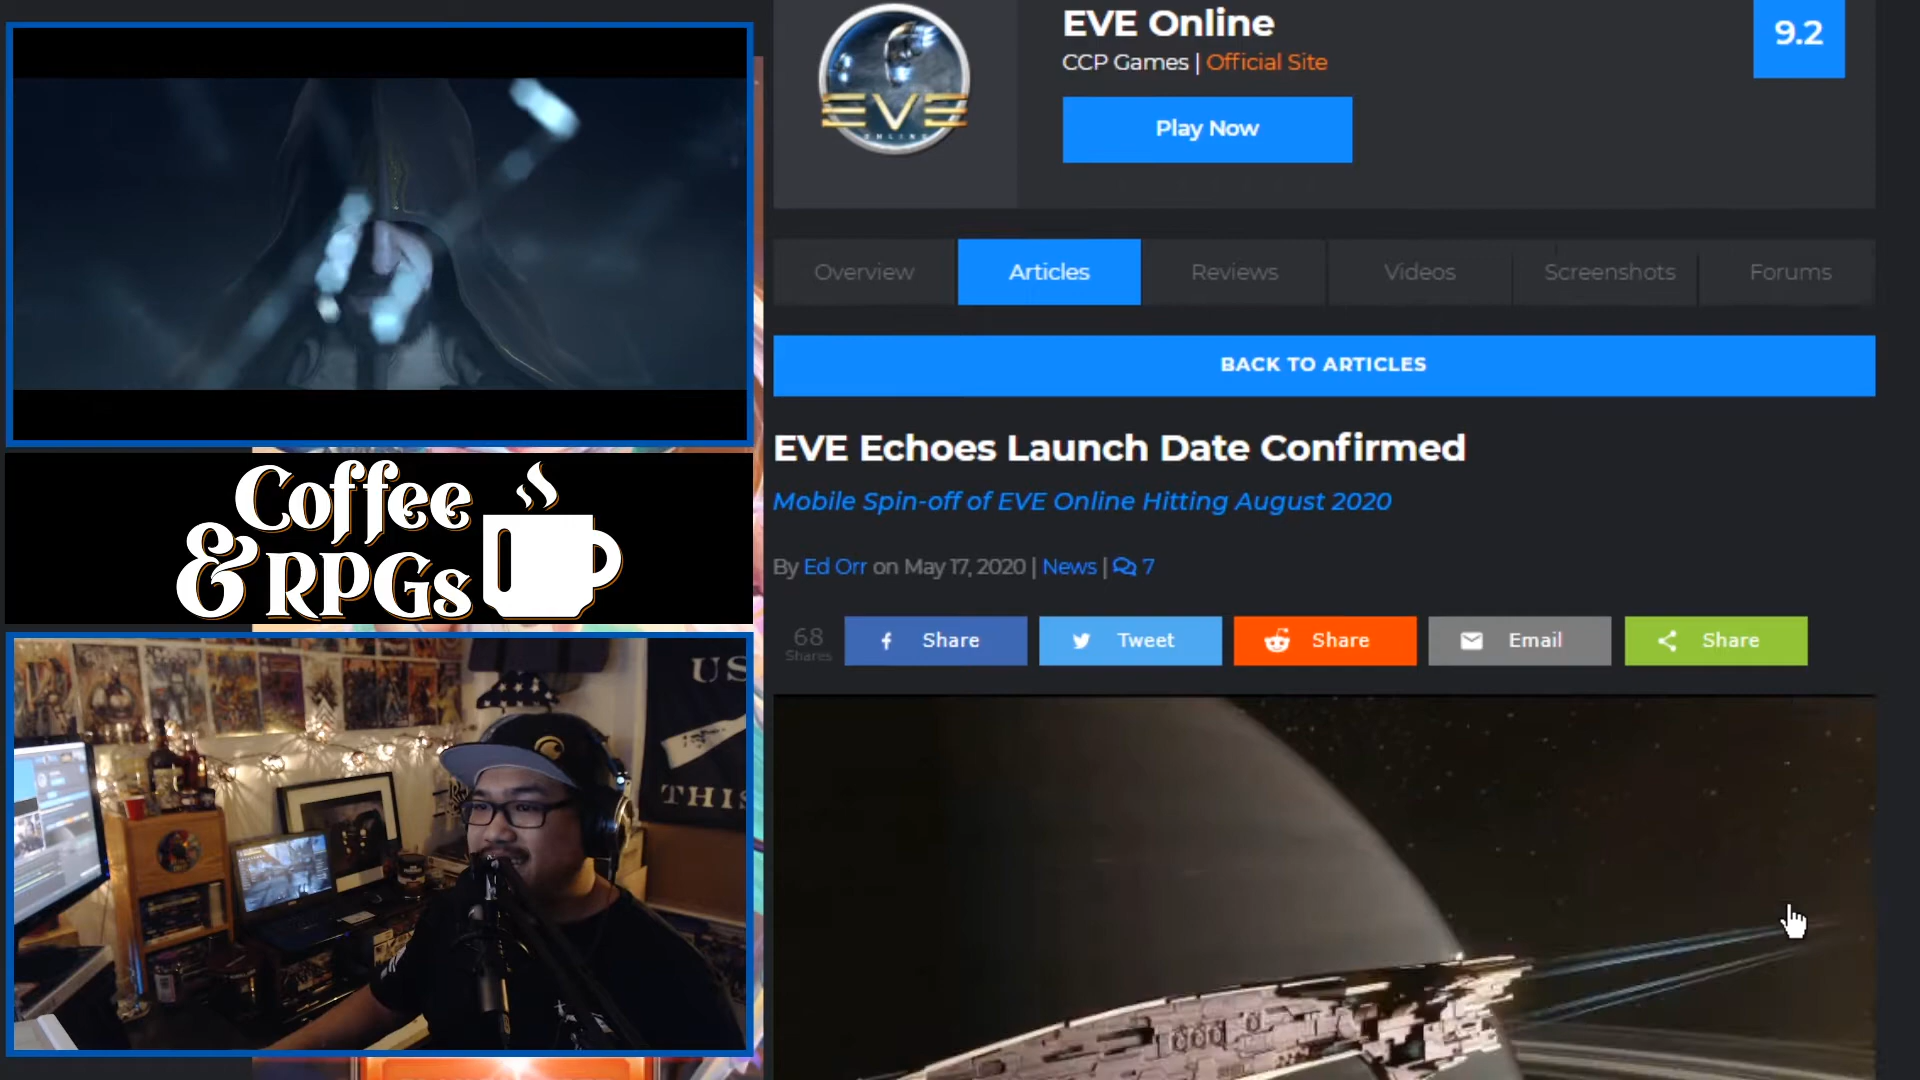 EVE Online
9.2
CCP Games | Official Site
EVE
ONLINE
Play Now
Overview
Articles
Reviews
Videos
Screenshots
Forums
BACK TO ARTICLES
EVE Echoes Launch Date Confirmed
Mobile Spin-off of EVE Online Hitting August 2020
By Ed Orr on May 17, 2020 | News | 7
68
Shares
Share
Tweet
Share
Email
Share
Coffee
& RPGs
US
THIS